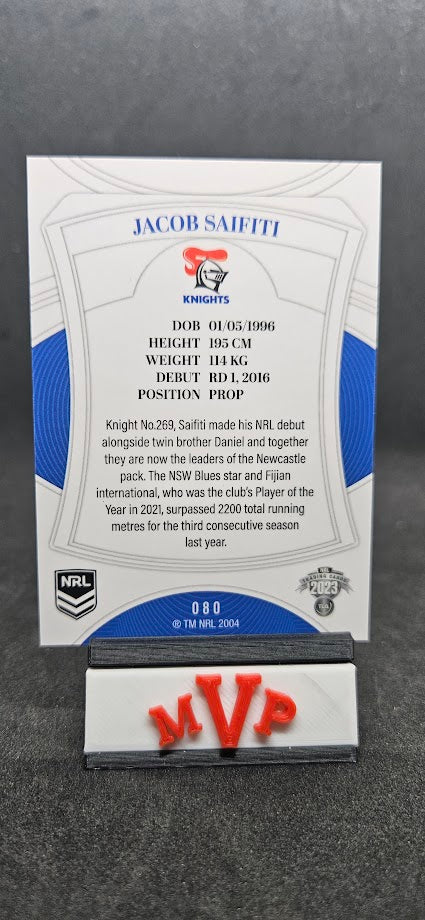 JACOB SAIFITI
KNIGHTS
DOB 01/05/1996
HEIGHT 195 CM
WEIGHT 114 KG
DEBUT RD 1, 2016
POSITION PROP
Knight No.269, Saifiti made his NRL debut
alongside twin brother Daniel and together
they are now the leaders of the Newcastle
pack. The NSW Blues star and Fijian
international, who was the club's Player of the
Year in 2021, surpassed 2200 total running
metres for the third consecutive season
last year.
NRL
NRL
TRADING CARDS
2023
TLA
080
® TM NRL 2004
MVP